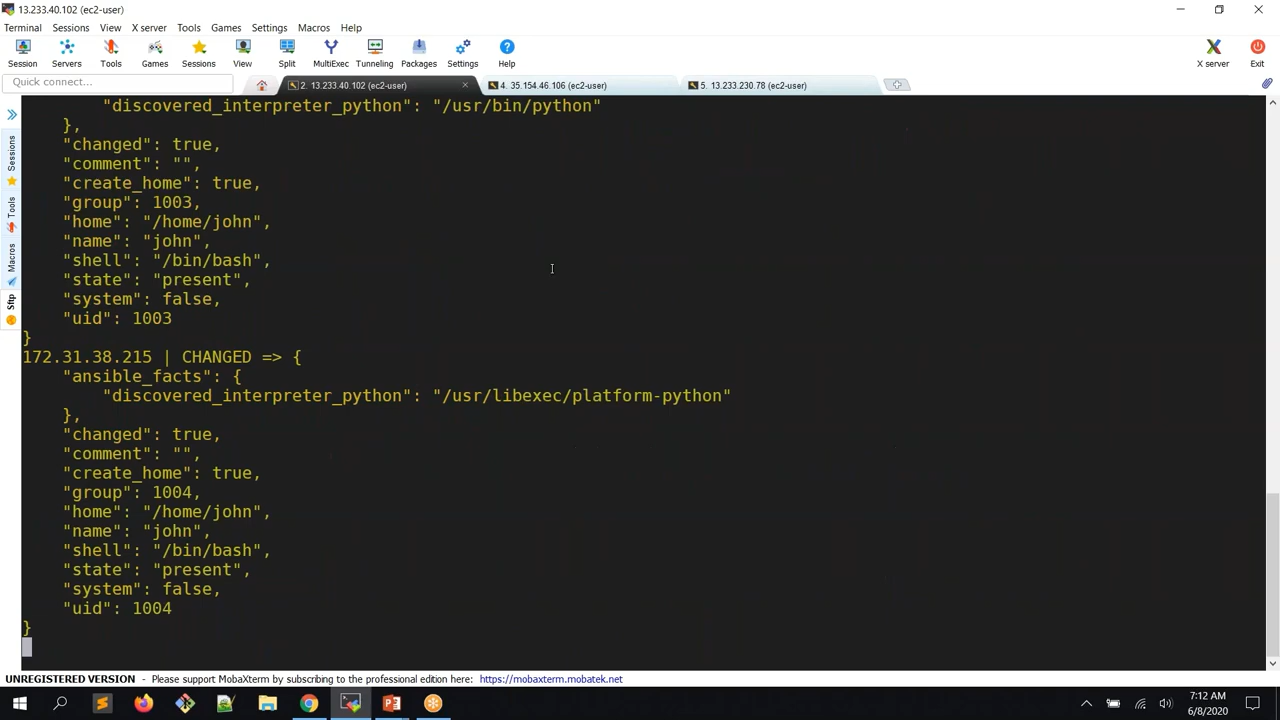 13.233.40.102 (ec2-user)
Terminal Sessions View X server Tools Games Settings Macros Help
Session Servers Tools Games Sessions View Split MultiExec Tunneling Packages Settings Help X server Exit
Quick connect...
2. 13.233.40.102 (ec2-user)
4. 35.154.46.106 (ec2-user)
5. 13.233.230.78 (ec2-user)
Sessions
Tools
Macros
Sftp
"discovered_interpreter_python": "/usr/bin/python"
},
"changed": true,
"comment": "",
"create_home": true,
"group": 1003,
"home": "/home/john",
"name": "john",
"shell": "/bin/bash",
"state": "present",
"system": false,
"uid": 1003
}
172.31.38.215 | CHANGED => {
"ansible_facts": {
"discovered_interpreter_python": "/usr/libexec/platform-python"
},
"changed": true,
"comment": "",
"create_home": true,
"group": 1004,
"home": "/home/john",
"name": "john",
"shell": "/bin/bash",
"state": "present",
"system": false,
"uid": 1004
}
UNREGISTERED VERSION - Please support MobaXterm by subscribing to the professional edition here: https://mobaxterm.mobatek.net
7:12 AM
6/8/2020